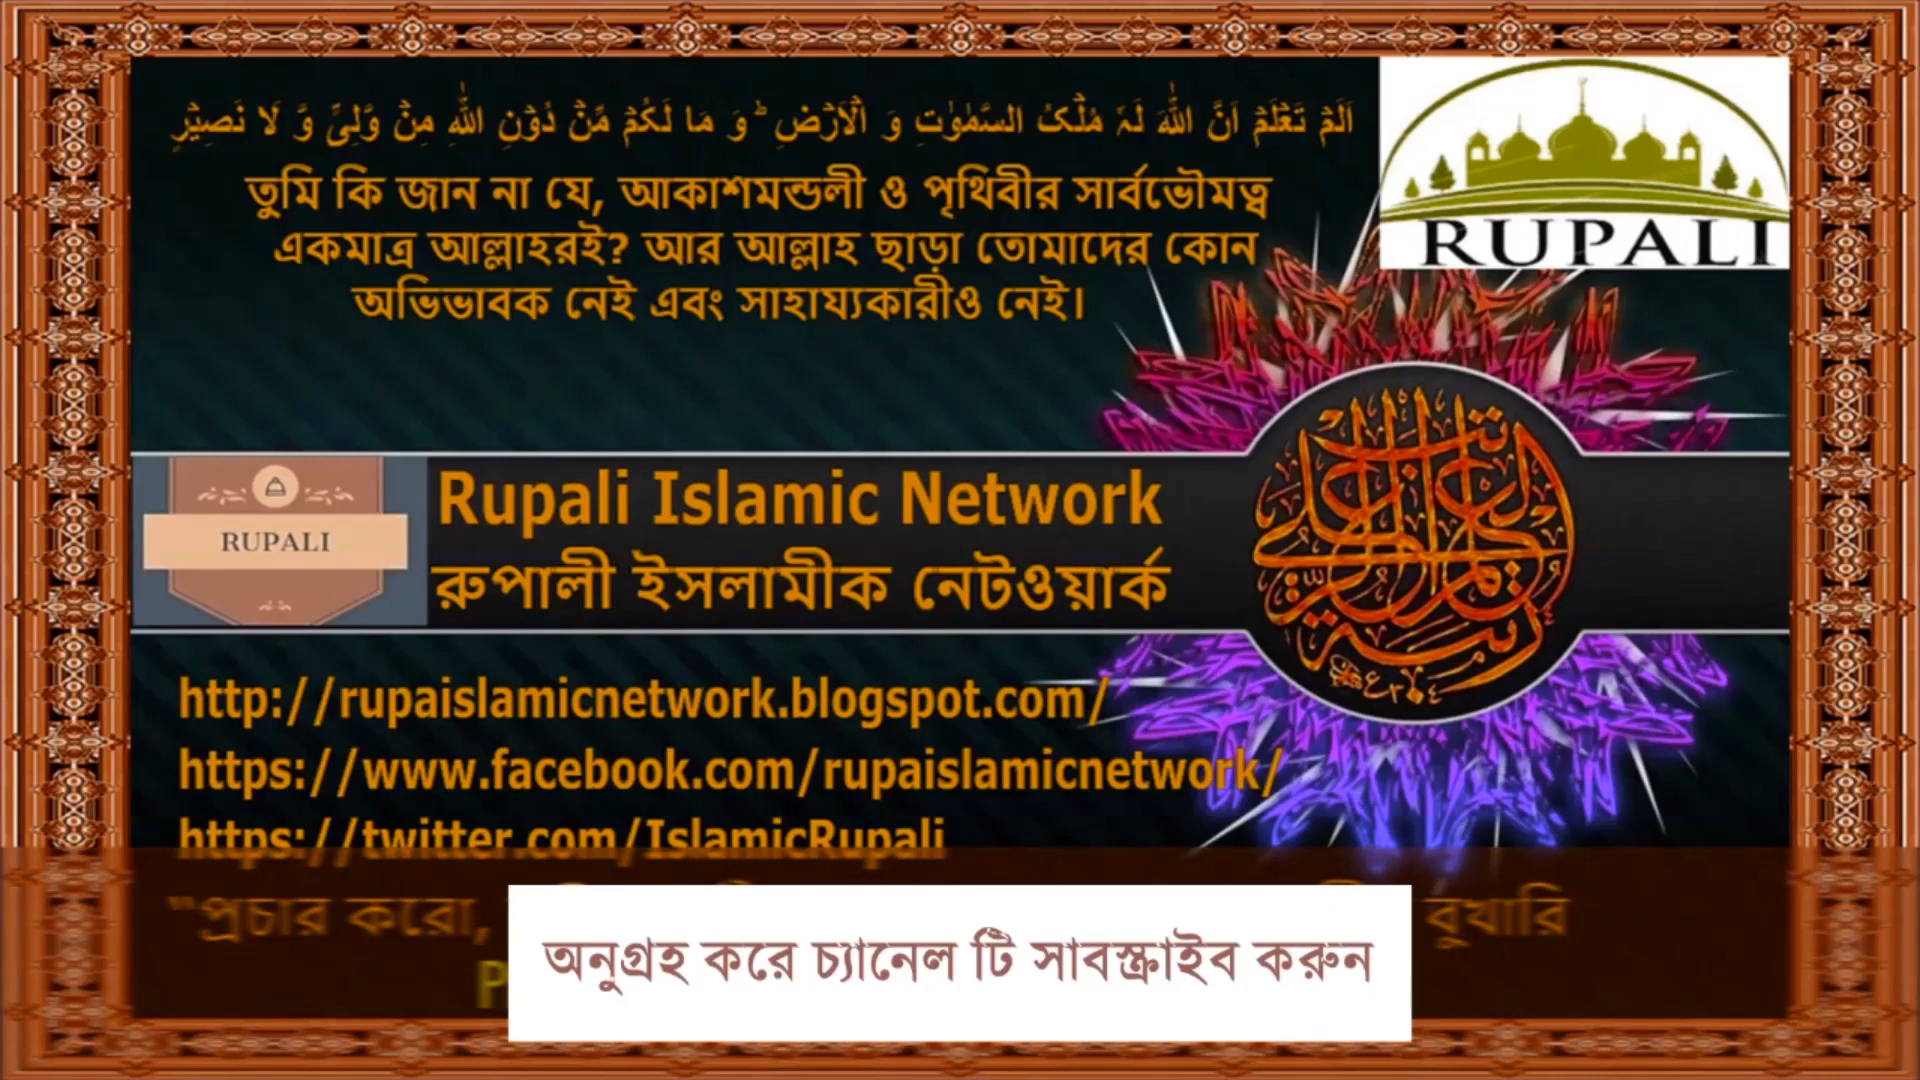 اَلَمۡ تَعۡلَمۡ اَنَّ اللّٰہَ لَہٗ مُلۡکُ السَّمٰوٰتِ وَ الۡاَرۡضِ ؕ وَ مَا لَکُمۡ مِّنۡ دُوۡنِ اللّٰہِ مِنۡ وَّلِیٍّ وَّ لَا نَصِیۡرٍ
RUPALI
তুমি কি জান না যে, আকাশমন্ডলী ও পৃথিবীর সার্বভৌমত্ব
একমাত্র আল্লাহরই? আর আল্লাহ ছাড়া তোমাদের কোন
অভিভাবক নেই এবং সাহায্যকারীও নেই।
RUPALI
Rupali Islamic Network
রুপালী ইসলামীক নেটওয়ার্ক
http://rupaislamicnetwork.blogspot.com/
https://www.facebook.com/rupaislamicnetwork/
https://twitter.com/IslamicRupali
"প্রচার করো, বুখারি
অনুগ্রহ করে চ্যানেল টি সাবস্ক্রাইব করুন